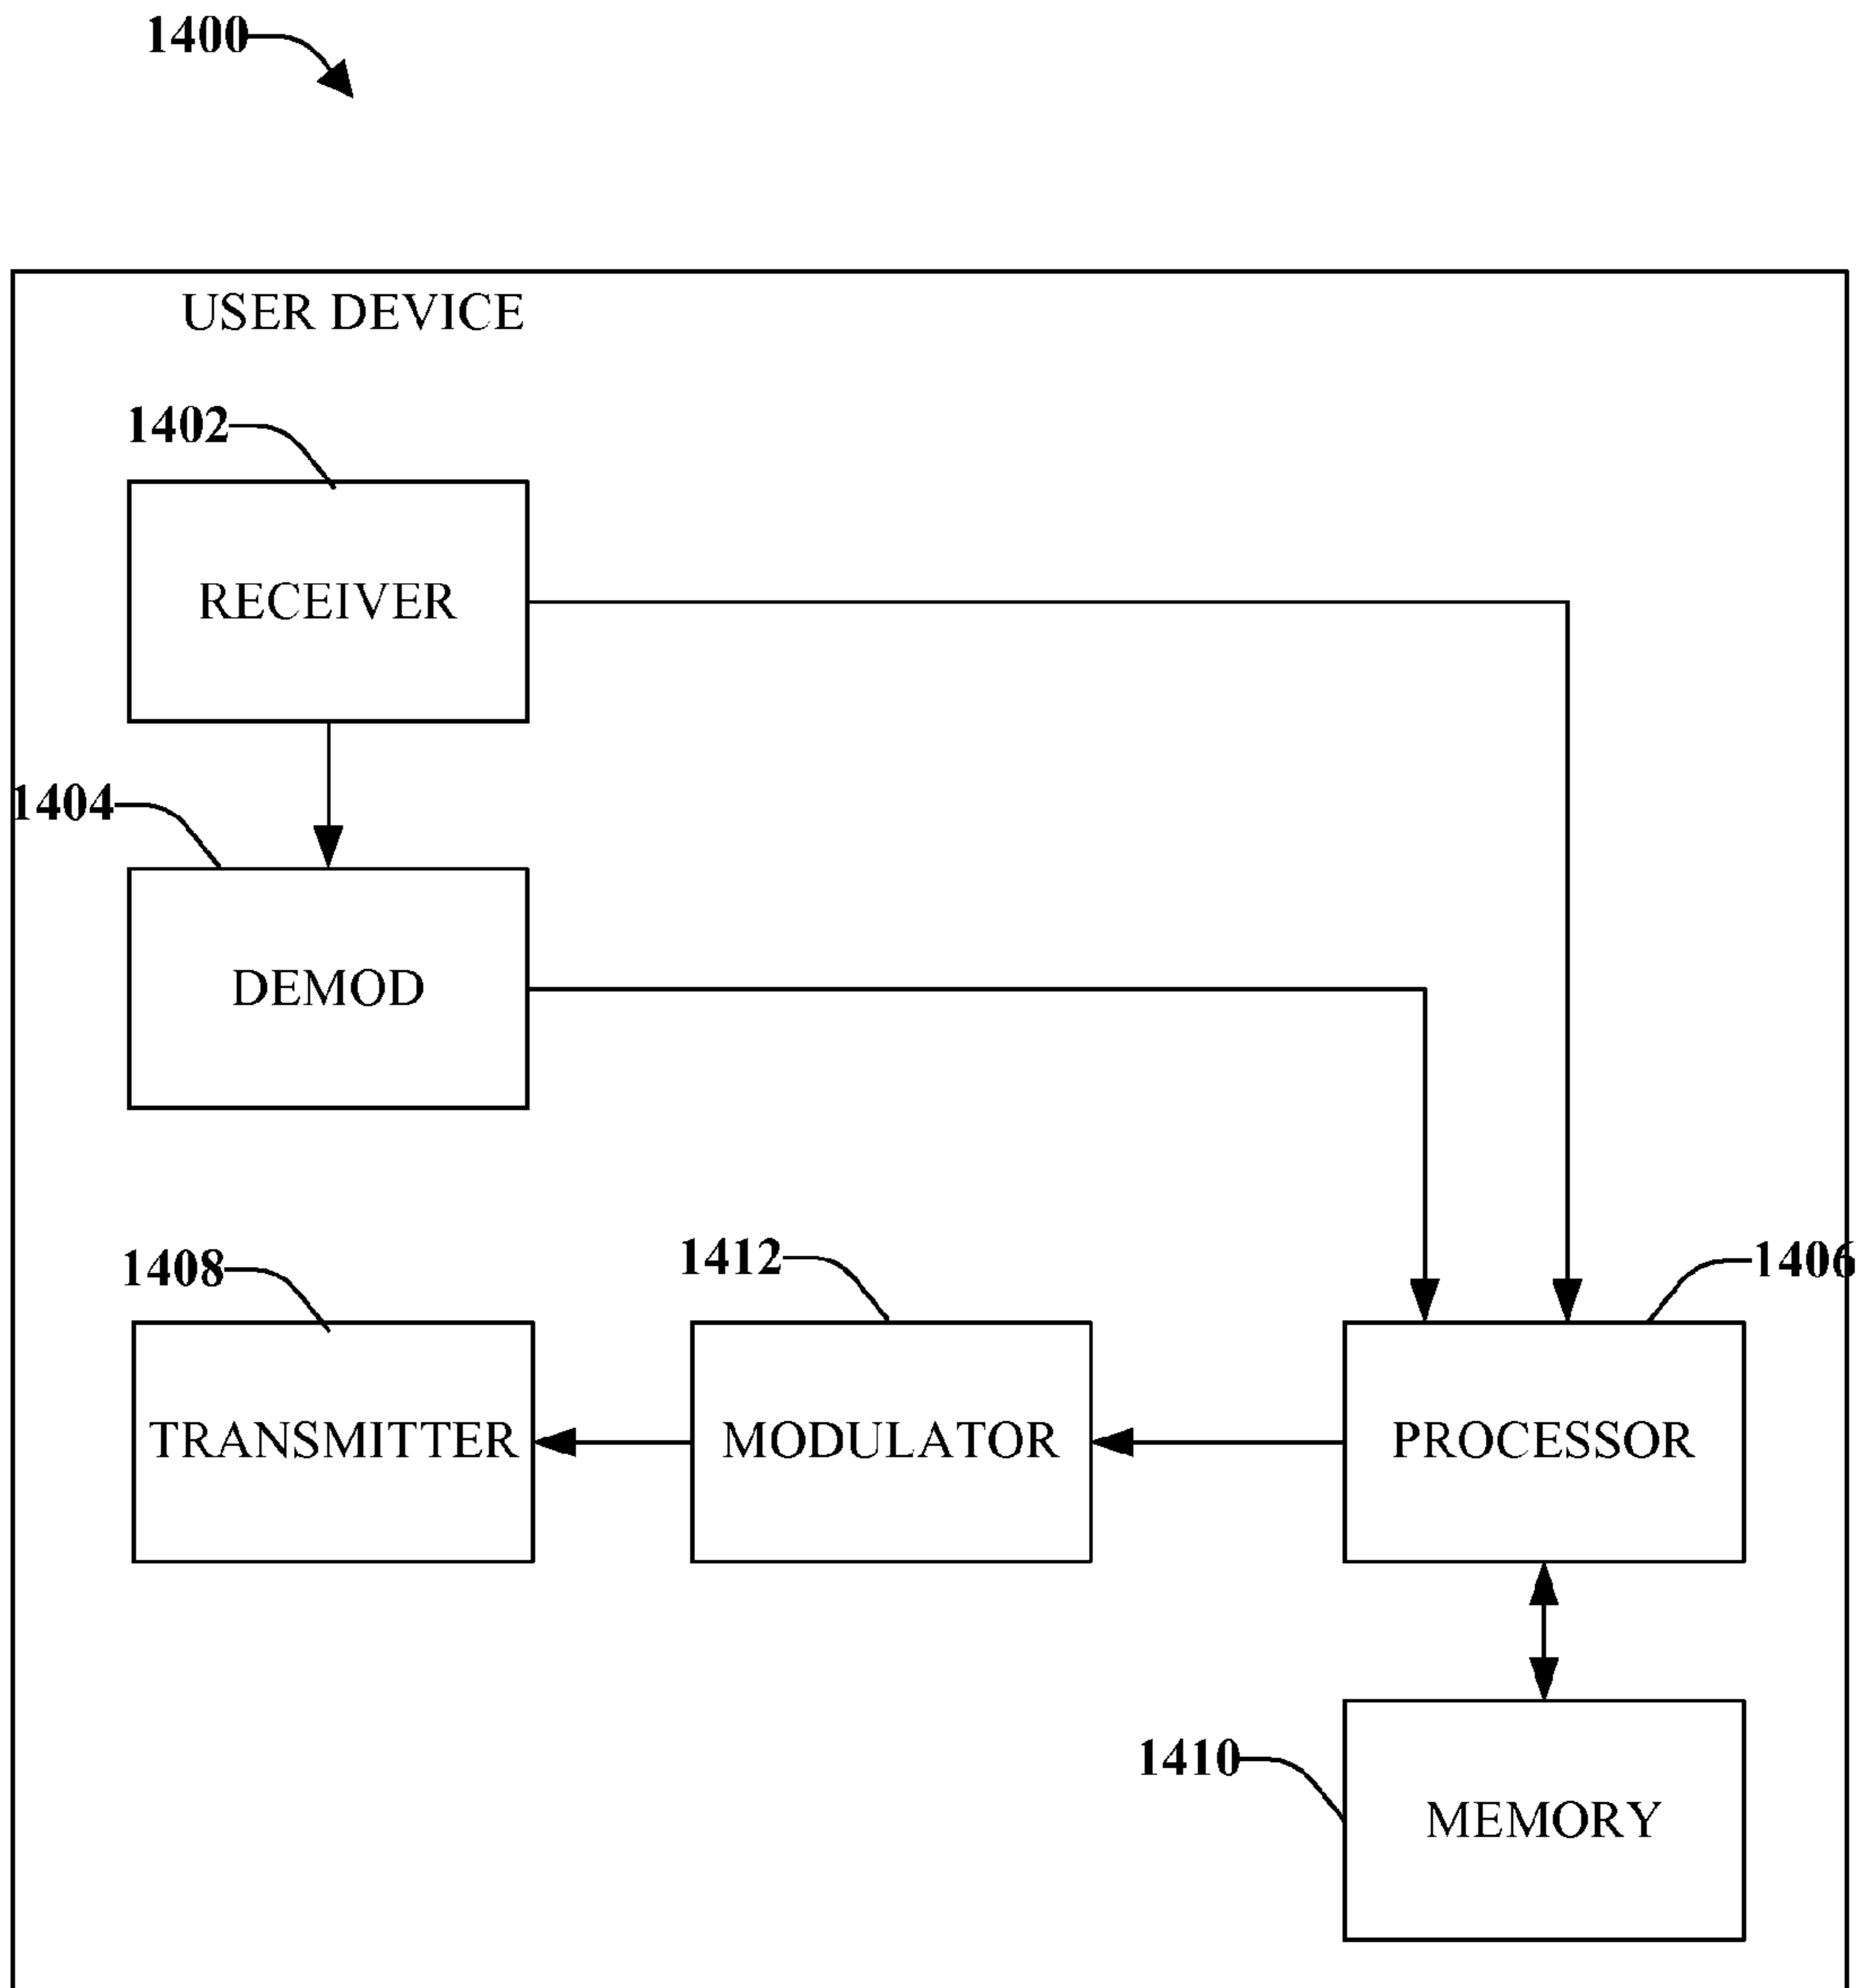 1400
USER DEVICE
1402
RECEIVER
1404
DEMOD
1408
1412
1406
TRANSMITTER
MODULATOR
PROCESSOR
1410
MEMORY